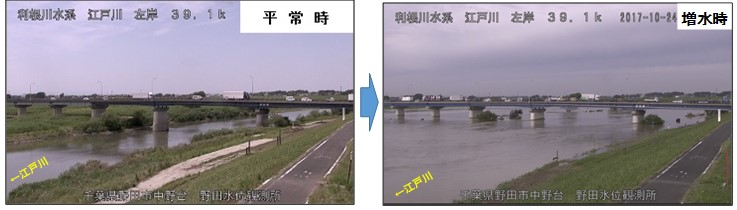 利根川水系 江戸川 左岸 39.1k
平常時
←江戸川
千葉県野田市中野台 野田水位観測所
利根川水系 江戸川 左岸 39.1k 2017-10-24
増水時
←江戸川
千葉県野田市中野台 野田水位観測所